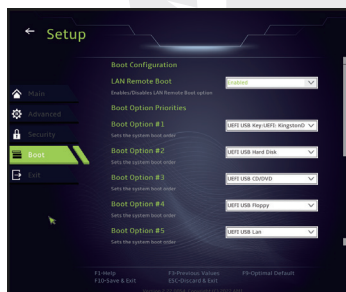 Setup
Boot Configuration
LAN Remote Boot
Enabled
Enables/Disables LAN Remote Boot option
Boot Option Priorities
Boot Option #1
UEFI USB Key:UEFI: KingstonD
Sets the system boot order
Boot Option #2
UEFI USB Hard Disk
Sets the system boot order
Boot Option #3
UEFI USB CD/DVD
Sets the system boot order
Boot Option #4
UEFI USB Floppy
Sets the system boot order
Boot Option #5
UEFI USB Lan
Sets the system boot order
Main
Advanced
Security
Boot
Exit
F1-Help
F3-Previous Values
F9-Optimal Default
F10-Save & Exit
ESC-Discard & Exit